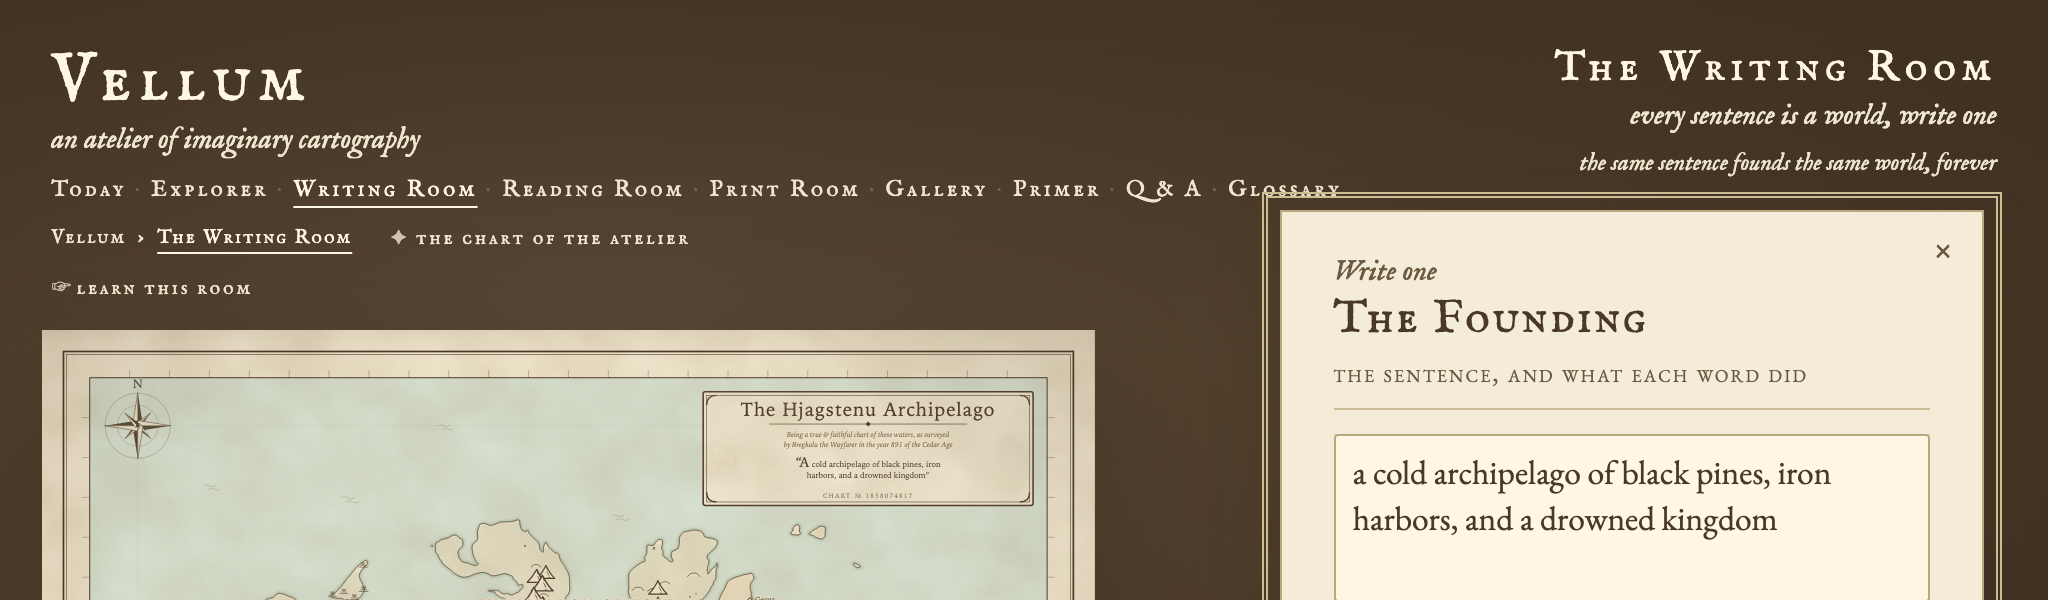 Vellum
an atelier of imaginary cartography
Today · Explorer · Writing Room · Reading Room · Print Room · Gallery · Primer · Q & A · Glossary
Vellum › The Writing Room ✦ the chart of the atelier
☞ learn this room
The Writing Room
every sentence is a world, write one
the same sentence founds the same world, forever
N
The Hjagstenu Archipelago
Being a true & faithful chart of these waters, as surveyed
by Bregkalu the Wayfarer in the year 891 of the Cedar Age
“A cold archipelago of black pines, iron
harbors, and a drowned kingdom”
CHART № 1858074817
×
Write one
The Founding
the sentence, and what each word did
a cold archipelago of black pines, iron
harbors, and a drowned kingdom